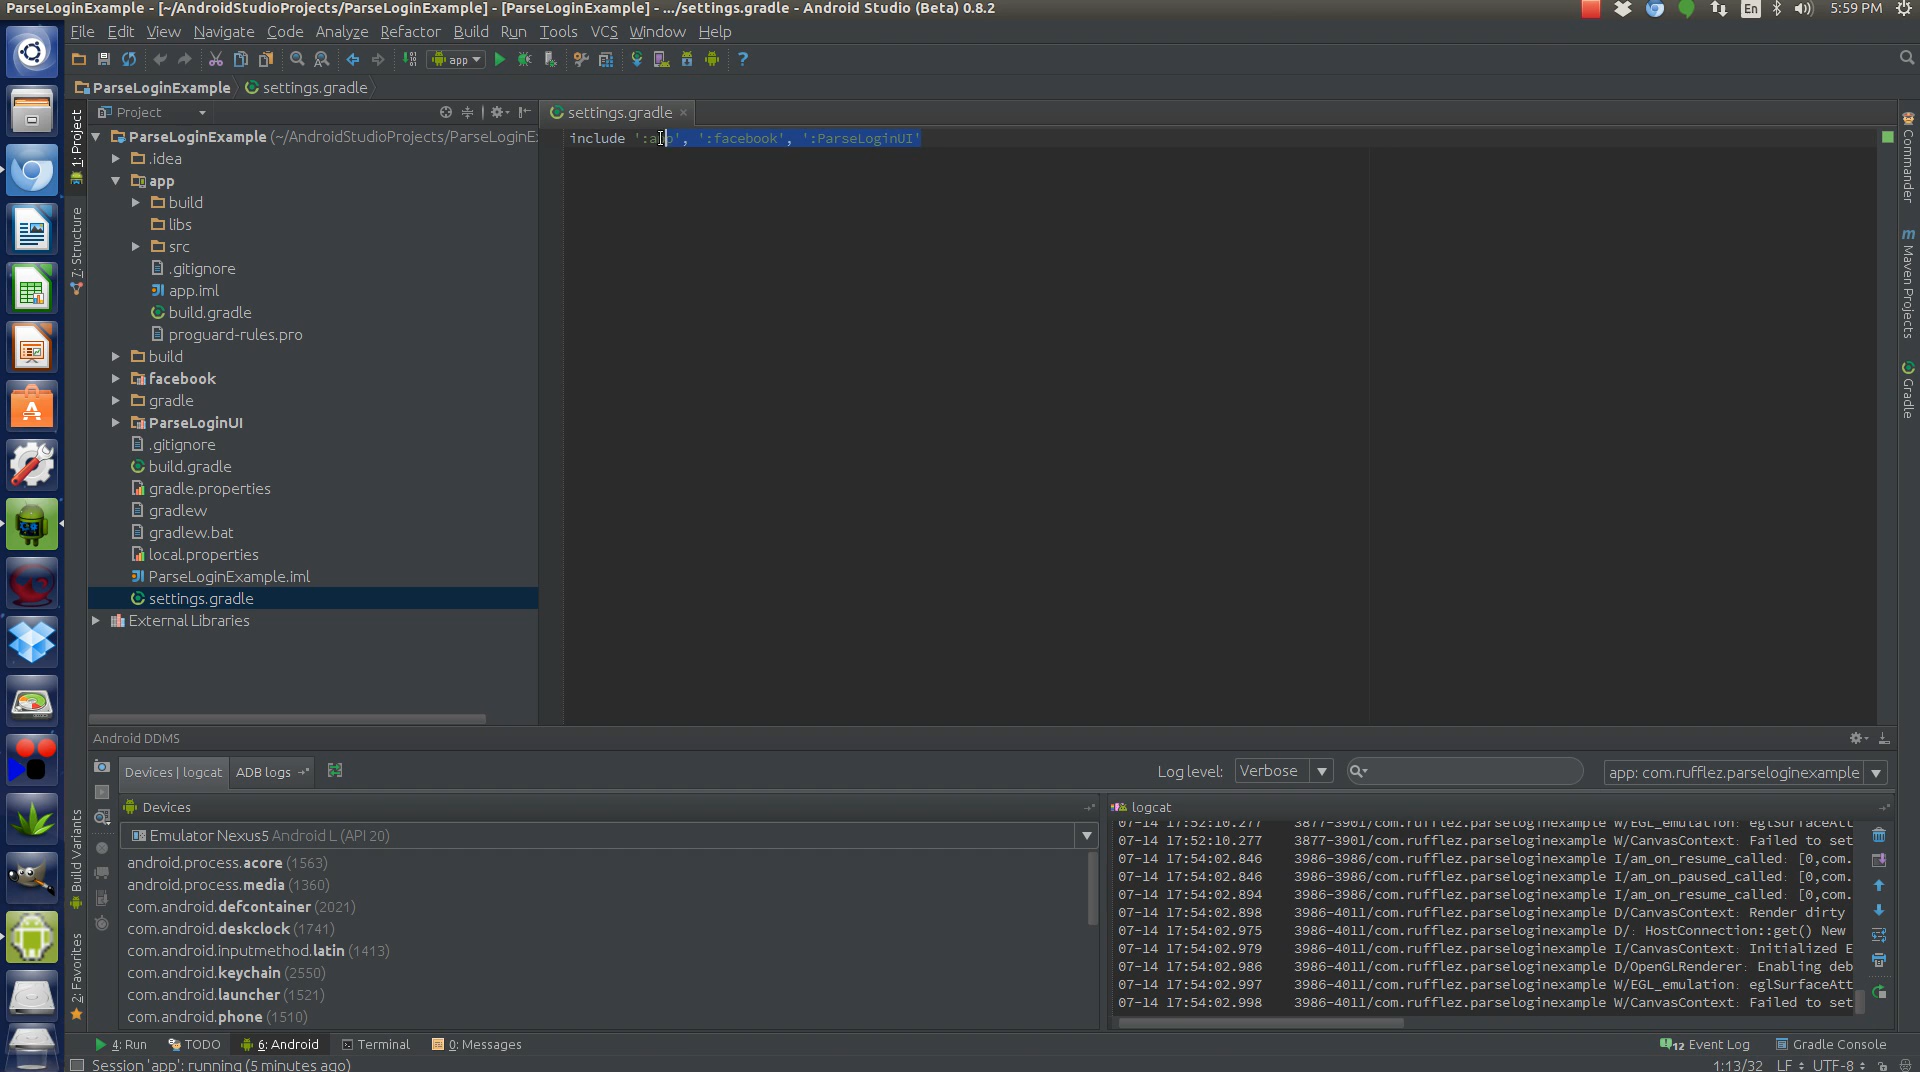 ParseLoginExample - [~/AndroidStudioProjects/ParseLoginExample] - [ParseLoginExample] - .../settings.gradle - Android Studio (Beta) 0.8.2
En
5:59 PM
File Edit View Navigate Code Analyze Refactor Build Run Tools VCS Window Help
app
ParseLoginExample settings.gradle
Project
settings.gradle
1: Project
7: Structure
Build Variants
2: Favorites
ParseLoginExample (~/AndroidStudioProjects/ParseLoginE
.idea
app
build
libs
src
.gitignore
app.iml
build.gradle
proguard-rules.pro
build
facebook
gradle
ParseLoginUI
.gitignore
build.gradle
gradle.properties
gradlew
gradlew.bat
local.properties
ParseLoginExample.iml
settings.gradle
External Libraries
include ':app', ':facebook', ':ParseLoginUI'
Commander
Maven Projects
Gradle
Android DDMS
Devices | logcat
ADB logs
Log level: Verbose
app: com.rufflez.parseloginexample
Devices
Emulator Nexus5 Android L (API 20)
android.process.acore (1563)
android.process.media (1360)
com.android.defcontainer (2021)
com.android.deskclock (1741)
com.android.inputmethod.latin (1413)
com.android.keychain (2550)
com.android.launcher (1521)
com.android.phone (1510)
logcat
07-14 17:52:10.277 3877-3901/com.rufflez.parseloginexample W/EGL_emulation: eglSurfaceAtt
07-14 17:52:10.277 3877-3901/com.rufflez.parseloginexample W/CanvasContext: Failed to set
07-14 17:54:02.846 3986-3986/com.rufflez.parseloginexample I/am_on_resume_called: [0,com.
07-14 17:54:02.846 3986-3986/com.rufflez.parseloginexample I/am_on_paused_called: [0,com.
07-14 17:54:02.894 3986-3986/com.rufflez.parseloginexample I/am_on_resume_called: [0,com.
07-14 17:54:02.898 3986-4011/com.rufflez.parseloginexample D/CanvasContext: Render dirty
07-14 17:54:02.975 3986-4011/com.rufflez.parseloginexample D/: HostConnection::get() New
07-14 17:54:02.979 3986-4011/com.rufflez.parseloginexample I/CanvasContext: Initialized E
07-14 17:54:02.986 3986-4011/com.rufflez.parseloginexample D/OpenGLRenderer: Enabling deb
07-14 17:54:02.997 3986-4011/com.rufflez.parseloginexample W/EGL_emulation: eglSurfaceAtt
07-14 17:54:02.998 3986-4011/com.rufflez.parseloginexample W/CanvasContext: Failed to set
4: Run TODO 6: Android Terminal 0: Messages
12 Event Log Gradle Console
Session 'app': running (5 minutes ago)
1:13/32 LF UTF-8